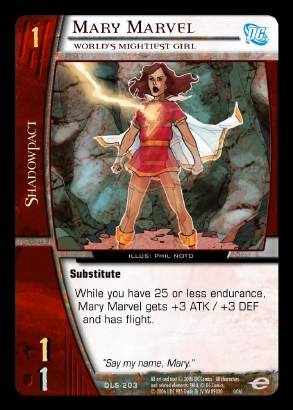 1
MARY MARVEL
WORLD'S MIGHTIEST GIRL
DC
SHADOWPACT
ILLUS: PHIL NOTO
Substitute
While you have 25 or less endurance,
Mary Marvel gets +3 ATK / +3 DEF
and has flight.
1
1
"Say my name, Mary."
DLS-203